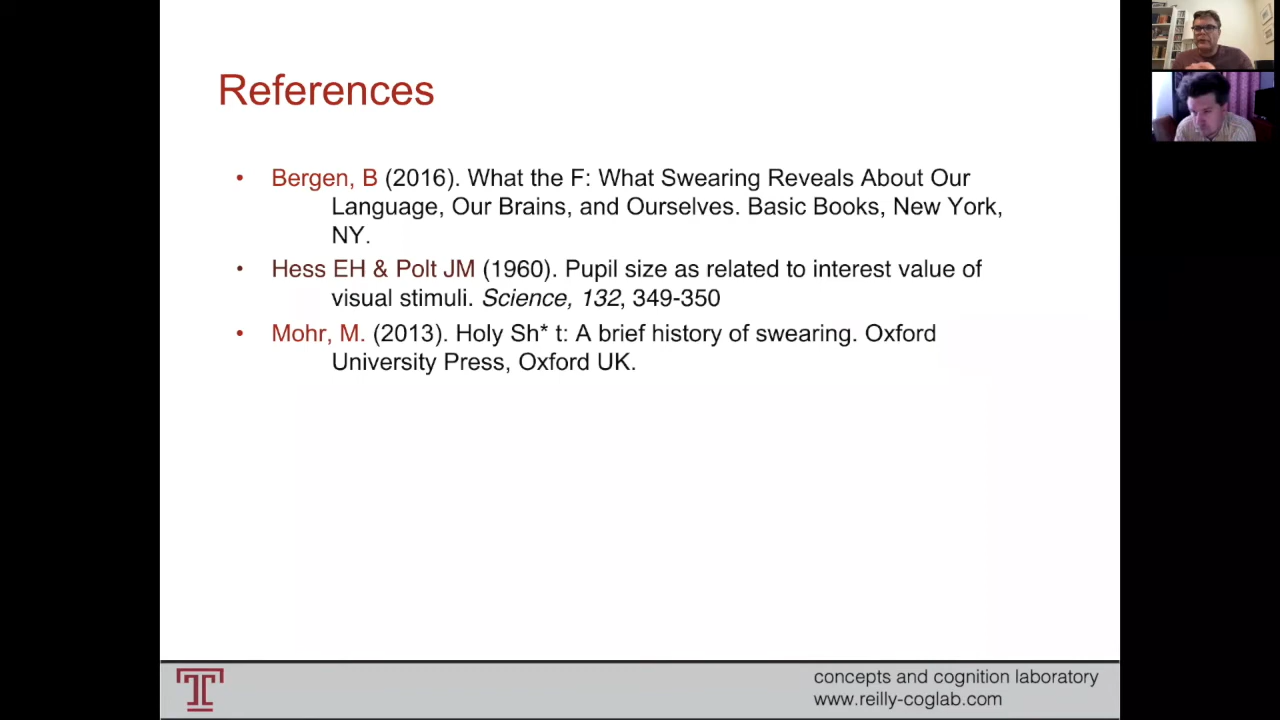 References
• Bergen, B (2016). What the F: What Swearing Reveals About Our
Language, Our Brains, and Ourselves. Basic Books, New York,
NY.
• Hess EH & Polt JM (1960). Pupil size as related to interest value of
visual stimuli. Science, 132, 349-350
• Mohr, M. (2013). Holy Sh* t: A brief history of swearing. Oxford
University Press, Oxford UK.
concepts and cognition laboratory
www.reilly-coglab.com